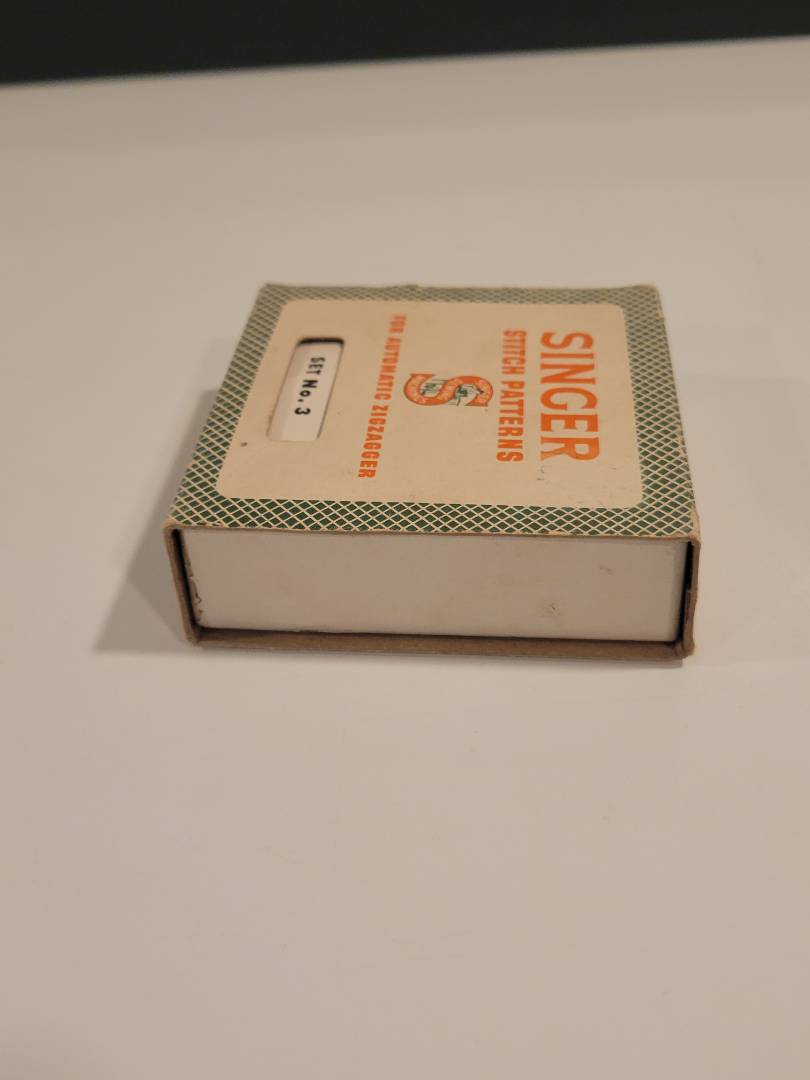 SINGER
STITCH PATTERNS
S
FOR AUTOMATIC ZIGZAGGER
SET No. 3